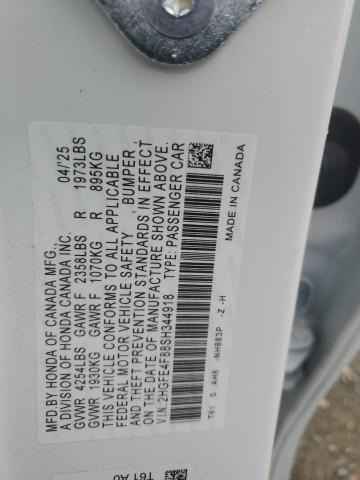 MFD.BY HONDA OF CANADA MFG., 04/'25
A DIVISION OF HONDA CANADA INC.
GVWR 4254LBS GAWR F 2358LBS R 1973LBS
GVWR 1930KG GAWR F 1070KG R 895KG
THIS VEHICLE CONFORMS TO ALL APPLICABLE
FEDERAL MOTOR VEHICLE SAFETY, BUMPER,
AND THEFT PREVENTION STANDARDS IN EFFECT
ON THE DATE OF MANUFACTURE SHOWN ABOVE.
V.I.N:2HGFE4F88SH344918 TYPE:PASSENGER CAR
T61 S AH5 -NH883P -Z -H
MADE IN CANADA
T61
A0